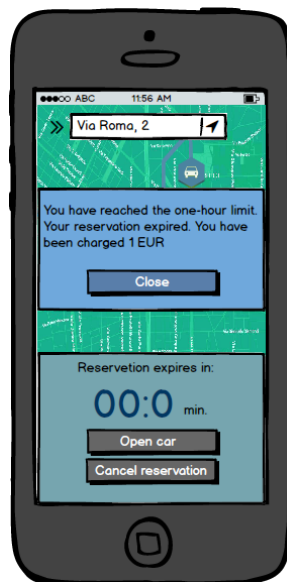 ABC 11:56 AM
Via Roma, 2
You have reached the one-hour limit.
Your reservation expired. You have
been charged 1 EUR
Close
Reservetion expires in:
00:0 min.
Open car
Cancel reservation